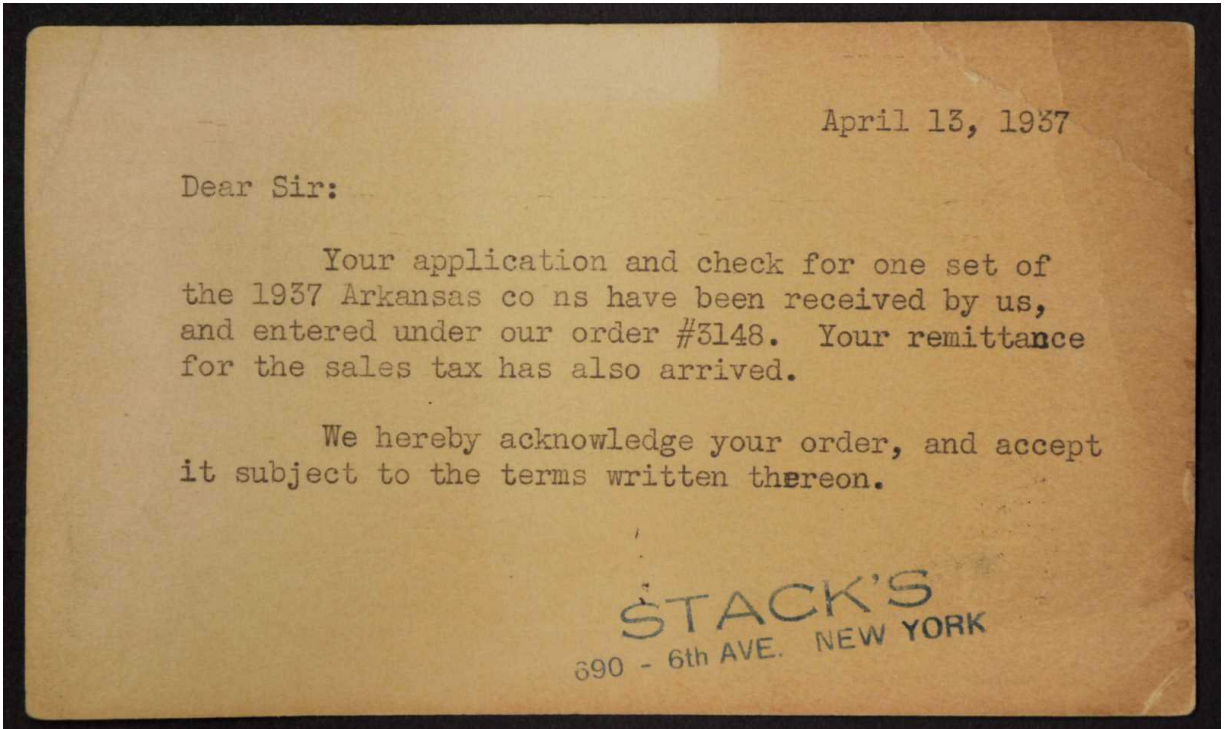 April 13, 1937
Dear Sir:
Your application and check for one set of
the 1937 Arkansas co ns have been received by us,
and entered under our order #3148.  Your remittance
for the sales tax has also arrived.
We hereby acknowledge your order, and accept
it subject to the terms written thereon.
STACK'S
690 - 6th AVE.  NEW YORK